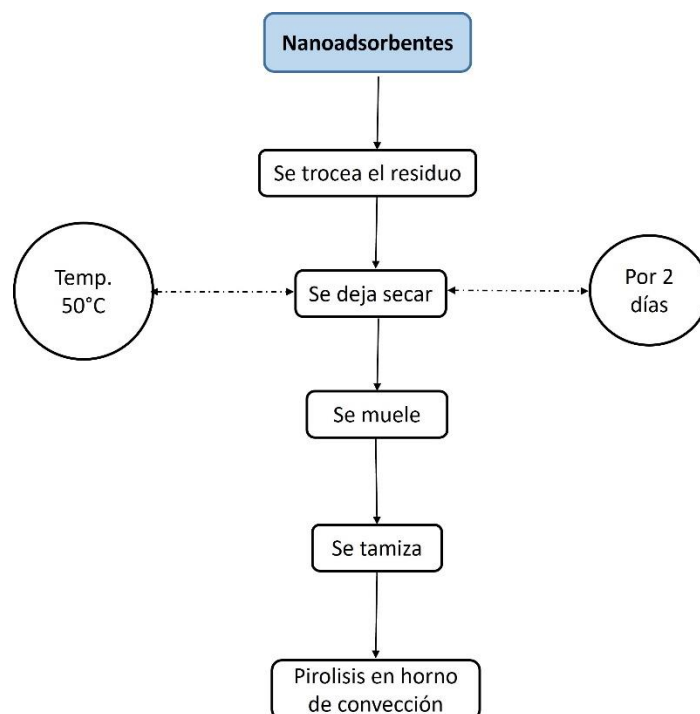 Nanoadsorbentes
Se trocea el residuo
Temp.
50°C
Se deja secar
Por 2
días
Se muele
Se tamiza
Pirolisis en horno
de convección